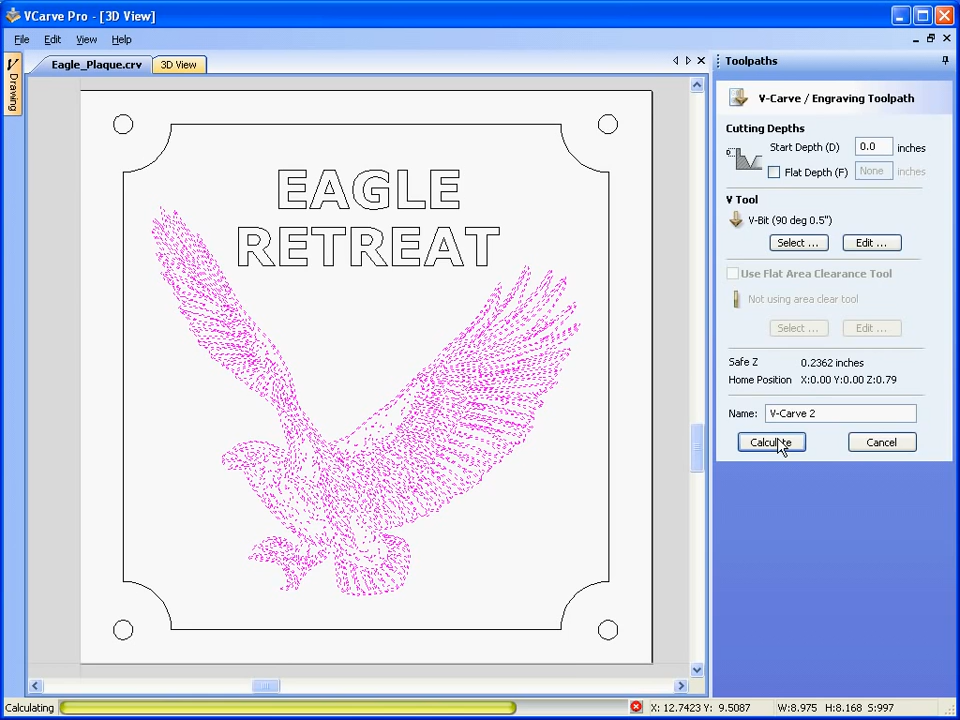 VCarve Pro - [3D View]
File Edit View Help
Drawing
Eagle_Plaque.crv 3D View
EAGLE
RETREAT
Toolpaths
V-Carve / Engraving Toolpath
Cutting Depths
Start Depth (D) 0.0 inches
Flat Depth (F) None inches
V Tool
V-Bit (90 deg 0.5")
Select ... Edit ...
Use Flat Area Clearance Tool
Not using area clear tool
Select ... Edit ...
Safe Z 0.2362 inches
Home Position X:0.00 Y:0.00 Z:0.79
Name: V-Carve 2
Calculate Cancel
Calculating X: 12.7423 Y: 9.5087 W:8.975 H:8.168 S:997